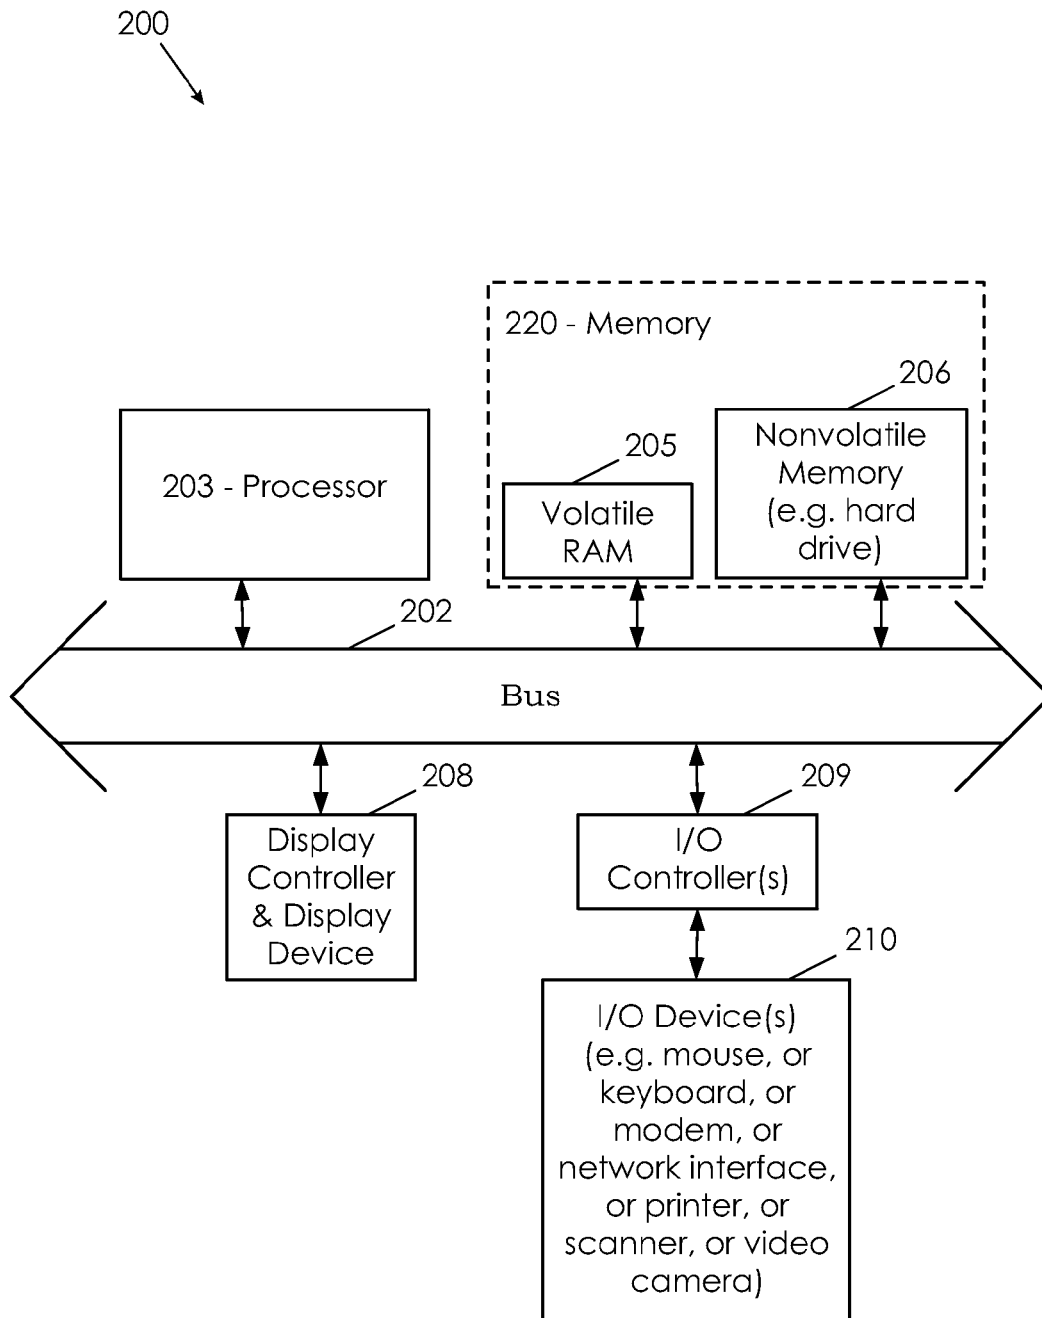 200
220 - Memory
206
205
Nonvolatile
Memory
(e.g. hard
drive)
203 - Processor
Volatile
RAM
202
Bus
208
209
Display
Controller
& Display
Device
I/O
Controller(s)
210
I/O Device(s)
(e.g. mouse, or
keyboard, or
modem, or
network interface,
or printer, or
scanner, or video
camera)